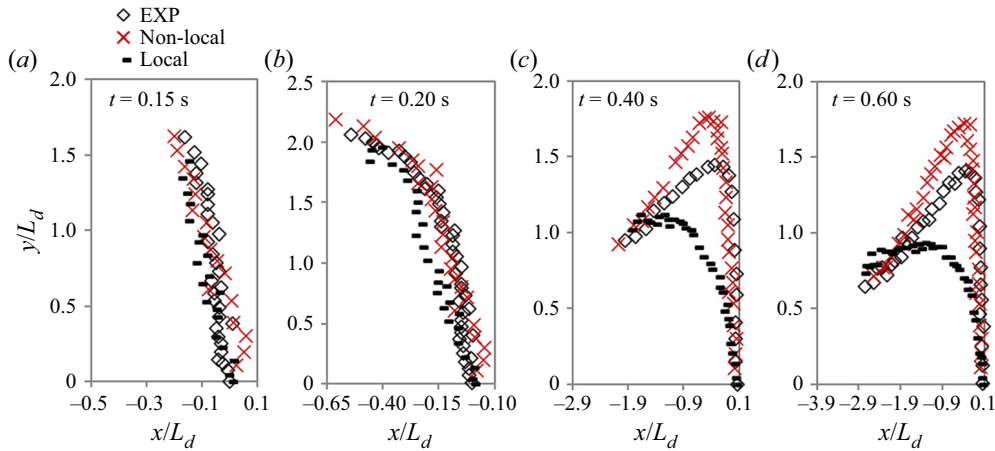 EXP
Non-local
Local
(a)
(b)
(c)
(d)
2.0
1.5
1.0
0.5
0
t = 0.15 s
−0.5
−0.3
−0.1
0.1
x/L_d
y/L_d
2.5
2.0
1.5
1.0
0.5
0
t = 0.20 s
−0.65
−0.40
−0.15
−0.10
x/L_d
2.0
1.5
1.0
0.5
0
t = 0.40 s
−2.9
−1.9
−0.9
0.1
x/L_d
2.0
1.5
1.0
0.5
0
t = 0.60 s
−3.9
−2.9
−1.9
−0.9
0.1
x/L_d